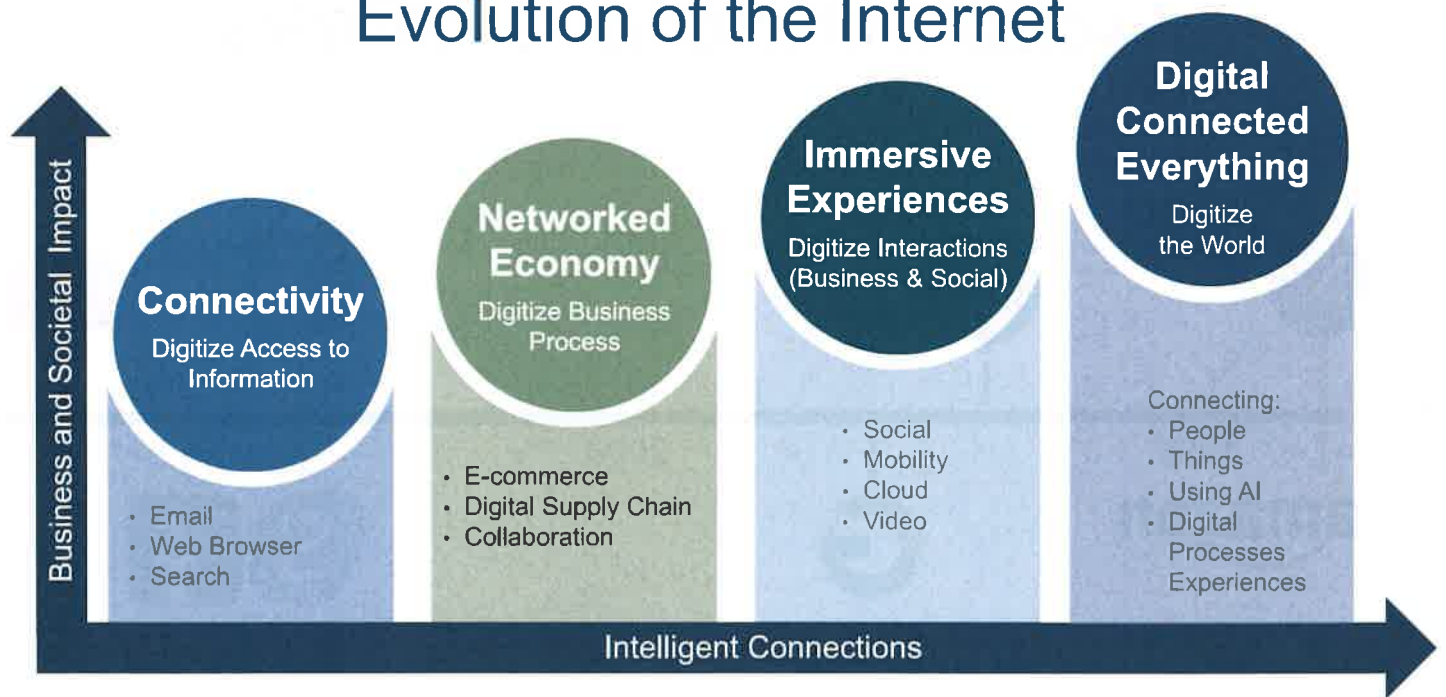 Evolution of the Internet
Business and Societal Impact
Connectivity
Digitize Access to
Information
• Email
• Web Browser
• Search
Networked
Economy
Digitize Business
Process
• E-commerce
• Digital Supply Chain
• Collaboration
Immersive
Experiences
Digitize Interactions
(Business & Social)
• Social
• Mobility
• Cloud
• Video
Digital
Connected
Everything
Digitize
the World
Connecting:
• People
• Things
• Using AI
• Digital
Processes
Experiences
Intelligent Connections